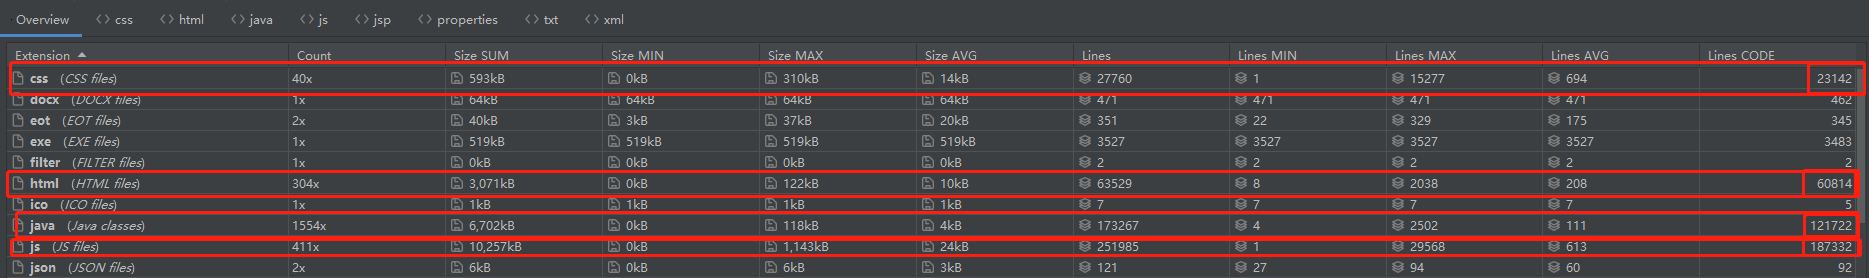 Overview <> css <> html <> java <> js <> jsp <> properties <> txt <> xml
Extension Count Size SUM Size MIN Size MAX Size AVG Lines Lines MIN Lines MAX Lines AVG Lines CODE
css (CSS files) 40x 593kB 0kB 310kB 14kB 27760 1 15277 694 23142
docx (DOCX files) 1x 64kB 64kB 64kB 64kB 471 471 471 471 462
eot (EOT files) 2x 40kB 3kB 37kB 20kB 351 22 329 175 345
exe (EXE files) 1x 519kB 519kB 519kB 519kB 3527 3527 3527 3527 3483
filter (FILTER files) 1x 0kB 0kB 0kB 0kB 2 2 2 2 2
html (HTML files) 304x 3,071kB 0kB 122kB 10kB 63529 8 2038 208 60814
ico (ICO files) 1x 1kB 1kB 1kB 1kB 7 7 7 7 5
java (Java classes) 1554x 6,702kB 0kB 118kB 4kB 173267 4 2502 111 121722
js (JS files) 411x 10,257kB 0kB 1,143kB 24kB 251985 1 29568 613 187332
json (JSON files) 2x 6kB 0kB 6kB 3kB 121 27 94 60 92